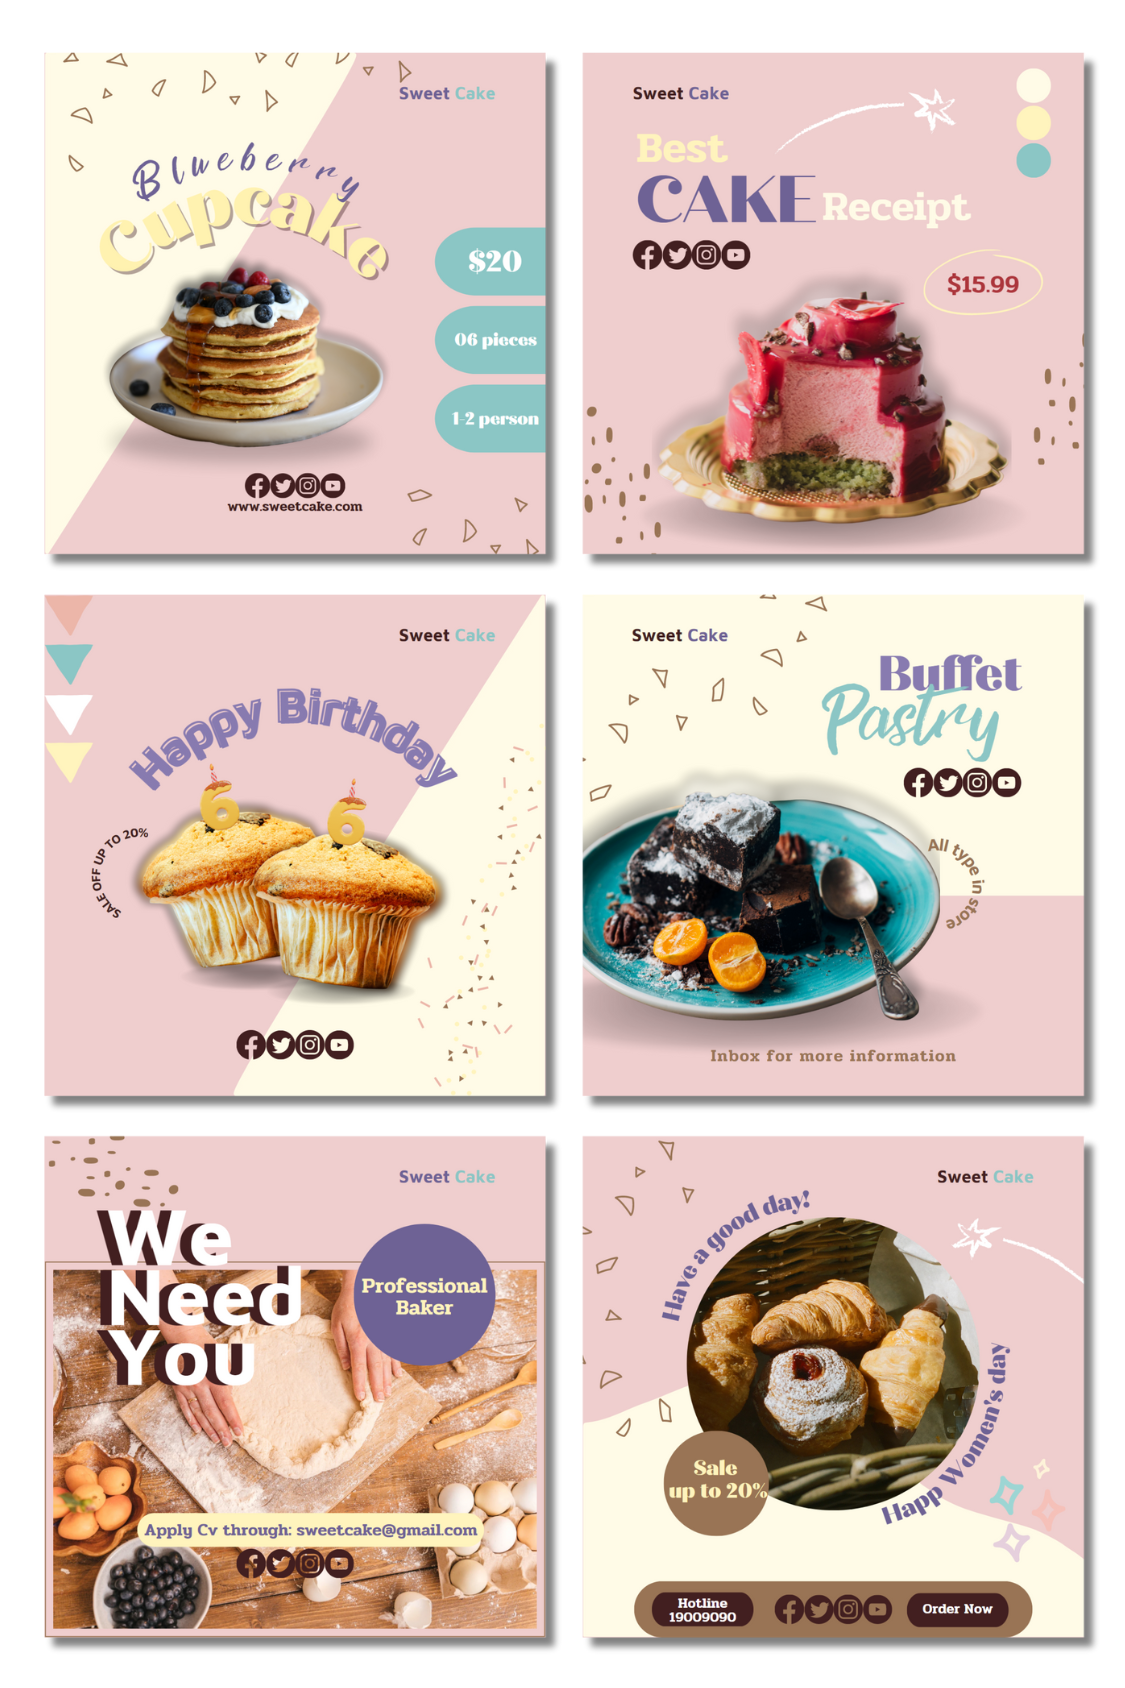 Sweet Cake
Blueberry
Cupcake
$20
06 pieces
1-2 person
www.sweetcake.com
Sweet Cake
Best
CAKE Receipt
$15.99
Sweet Cake
Happy Birthday
6 6
SALE OFF UP TO 20%
Sweet Cake
Buffet
Pastry
All type in store
Inbox for more information
Sweet Cake
We
Need
You
Professional
Baker
Apply Cv through: sweetcake@gmail.com
Sweet Cake
Have a good day!
Happ Women's day
Sale
up to 20%
Hotline
19009090
Order Now